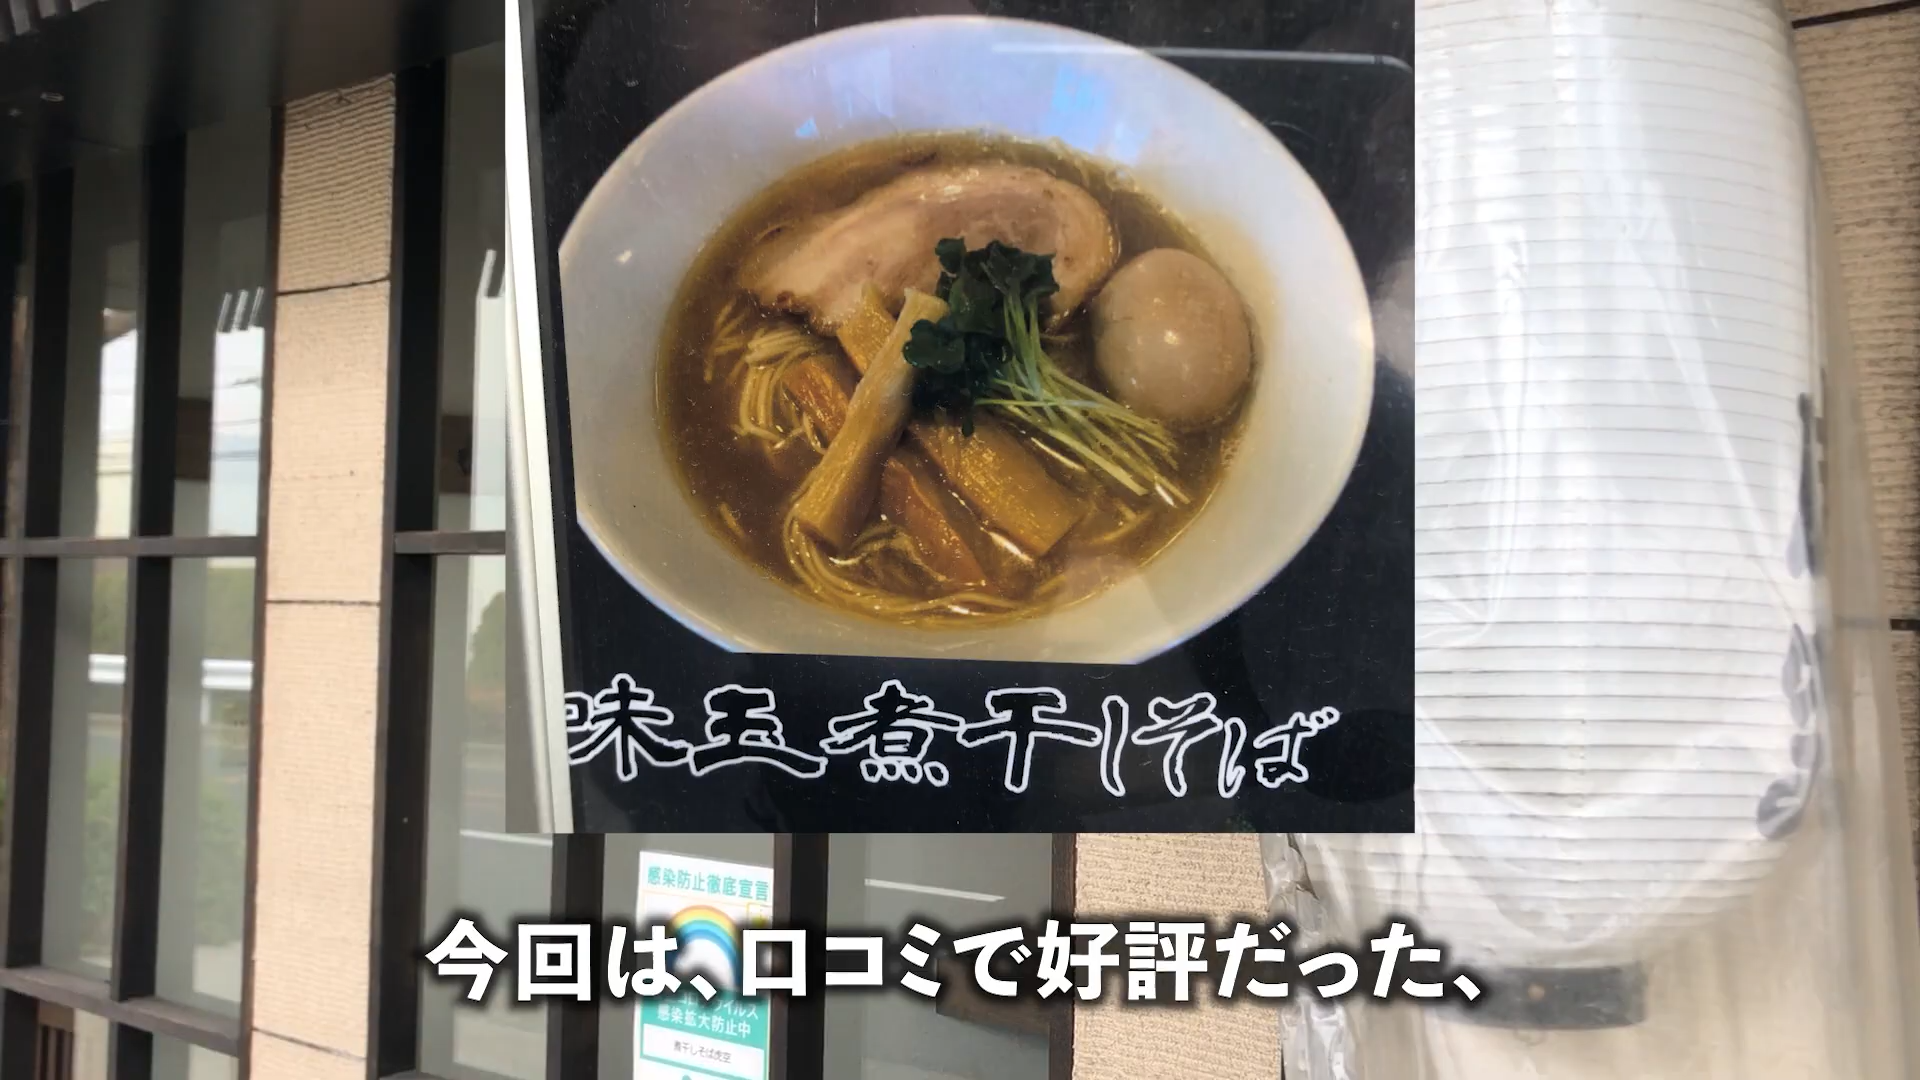 味玉煮干しそば
感染防止徹底宣言
今回は、口コミで好評だった、
感染拡大防止中
煮干しそば虎空